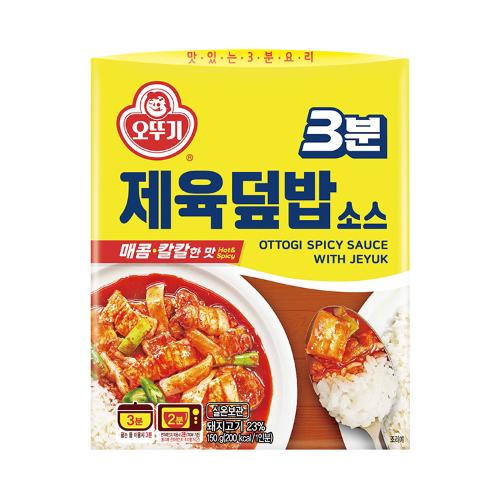 맛있는3분요리
오뚜기
®
3분
제육덮밥소스
매콤·칼칼한 맛 Hot& Spicy
OTTOGI SPICY SAUCE
WITH JEYUK
3분
2분
실온보관
돼지고기 23%
150 g(200 kcal/1인분)
조리예